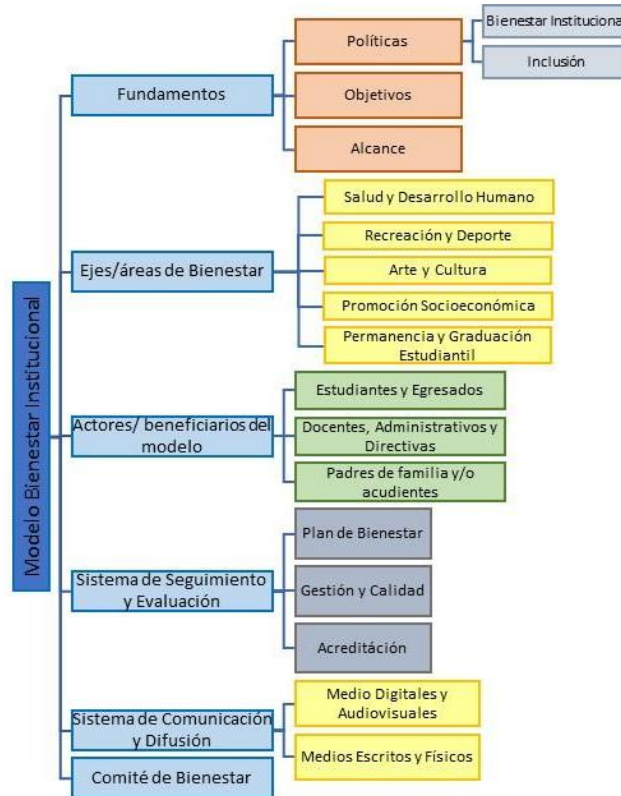 Modelo Bienestar Institucional
Fundamentos
Políticas
Bienestar Instituciona
Inclusión
Objetivos
Alcance
Ejes/áreas de Bienestar
Salud y Desarrollo Humano
Recreación y Deporte
Arte y Cultura
Promoción Socioeconómica
Permanencia y Graduación
Estudiantil
Actores/ beneficiarios del
modelo
Estudiantes y Egresados
Docentes, Administrativos y
Directivas
Padres de familia y/o
acudientes
Sistema de Seguimiento
y Evaluación
Plan de Bienestar
Gestión y Calidad
Acreditáción
Sistema de Comunicación
y Difusión
Medio Digitales y
Audiovisuales
Medios Escritos y Físicos
Comité de Bienestar